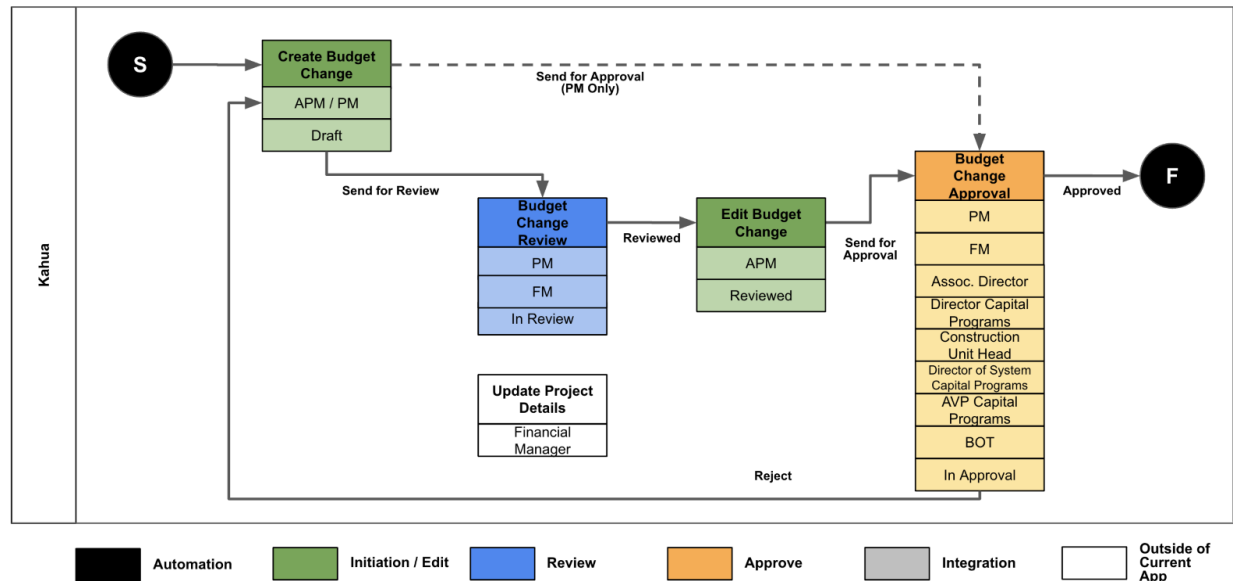 Kahua
S
Create Budget
Change
APM / PM
Draft
Send for Approval
(PM Only)
Send for Review
Budget
Change
Review
PM
FM
In Review
Reviewed
Edit Budget
Change
APM
Reviewed
Send for
Approval
Budget
Change
Approval
PM
FM
Assoc. Director
Director Capital
Programs
Construction
Unit Head
Director of System
Capital Programs
AVP Capital
Programs
BOT
In Approval
Approved
F
Update Project
Details
Financial
Manager
Reject
Automation
Initiation / Edit
Review
Approve
Integration
Outside of
Current
App